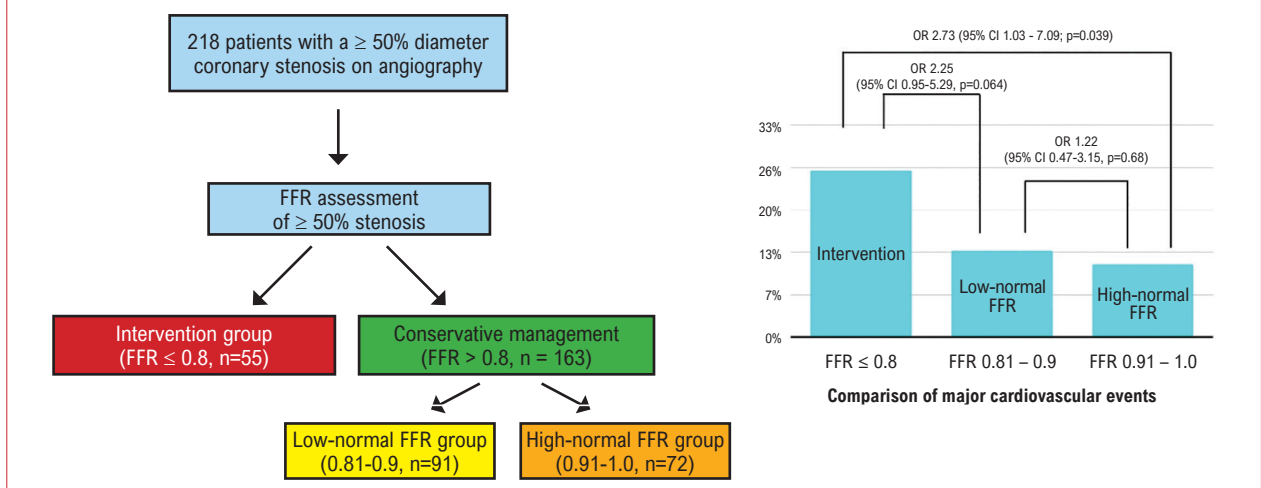 218 patients with a ≥ 50% diameter
coronary stenosis on angiography
FFR assessment
of ≥ 50% stenosis
Intervention group
(FFR ≤ 0.8, n=55)
Conservative management
(FFR > 0.8, n = 163)
Low-normal FFR group
(0.81-0.9, n=91)
High-normal FFR group
(0.91-1.0, n=72)
OR 2.73 (95% CI 1.03 - 7.09; p=0.039)
OR 2.25
(95% CI 0.95-5.29, p=0.064)
OR 1.22
(95% CI 0.47-3.15, p=0.68)
33%
26%
20%
13%
7%
0%
Intervention
Low-normal
FFR
High-normal
FFR
FFR ≤ 0.8
FFR 0.81 – 0.9
FFR 0.91 – 1.0
Comparison of major cardiovascular events